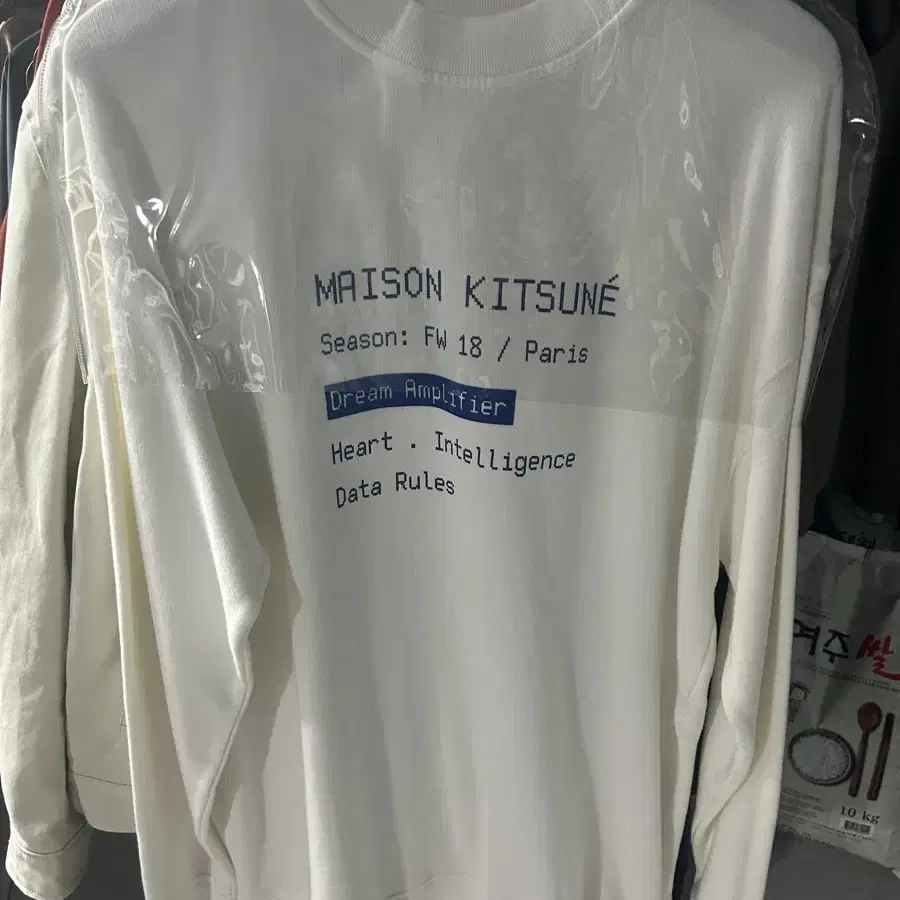 MAISON KITSUNÉ
Season: FW 18 / Paris
Dream Amplifier
Heart . Intelligence
Data Rules
여주 쌀
10 kg